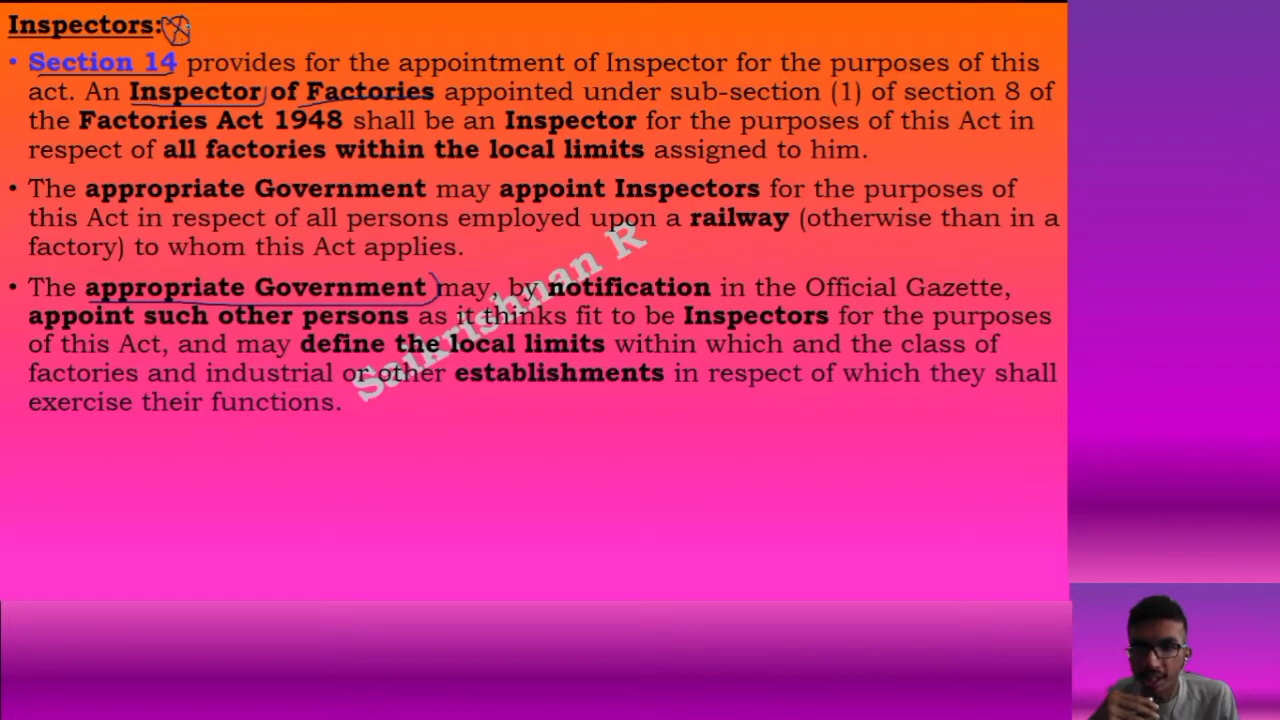 Inspectors:
• Section 14 provides for the appointment of Inspector for the purposes of this
act. An Inspector of Factories appointed under sub-section (1) of section 8 of
the Factories Act 1948 shall be an Inspector for the purposes of this Act in
respect of all factories within the local limits assigned to him.
• The appropriate Government may appoint Inspectors for the purposes of
this Act in respect of all persons employed upon a railway (otherwise than in a
factory) to whom this Act applies.
• The appropriate Government may, by notification in the Official Gazette,
appoint such other persons as it thinks fit to be Inspectors for the purposes
of this Act, and may define the local limits within which and the class of
factories and industrial or other establishments in respect of which they shall
exercise their functions.
Saikrishnan R